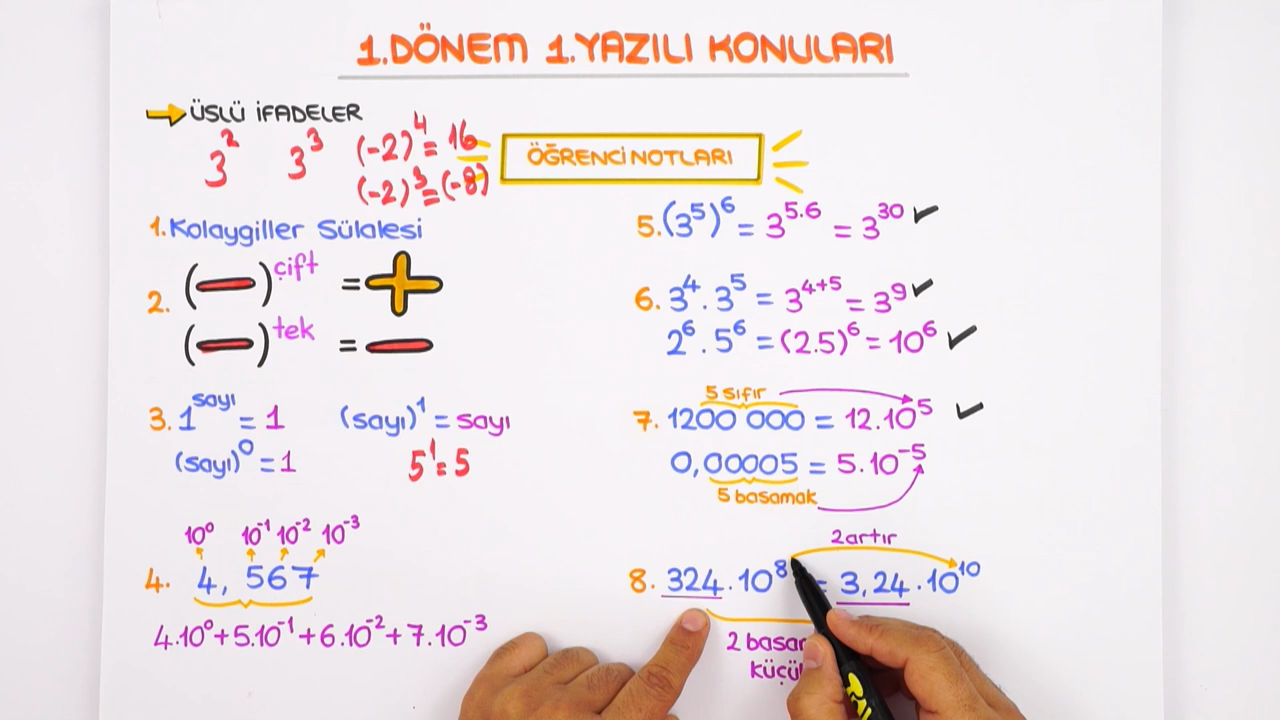 1.DÖNEM 1.YAZILI KONULARI
ÜSLÜ İFADELER
3² 3³ (-2)⁴ = 16
(-2)³ = (-8)
ÖĞRENCİ NOTLARI
1.Kolaygiller Sülalesi
2. (−)^çift = +
(−)^tek = −
3. 1^sayı = 1 (sayı)¹ = sayı
(sayı)⁰ = 1 5¹ = 5
10⁰ 10⁻¹ 10⁻² 10⁻³
4. 4, 567
4.10⁰+5.10⁻¹+6.10⁻²+7.10⁻³
5. (3⁵)⁶ = 3^5.6 = 3³⁰
6. 3⁴ . 3⁵ = 3⁴⁺⁵ = 3⁹
2⁶ . 5⁶ = (2.5)⁶ = 10⁶
5 sıfır
7. 1200 000 = 12.10⁵
0,00005 = 5.10⁻⁵
5 basamak
2 artır
8. 324 . 10⁸ = 3,24 . 10¹⁰
2